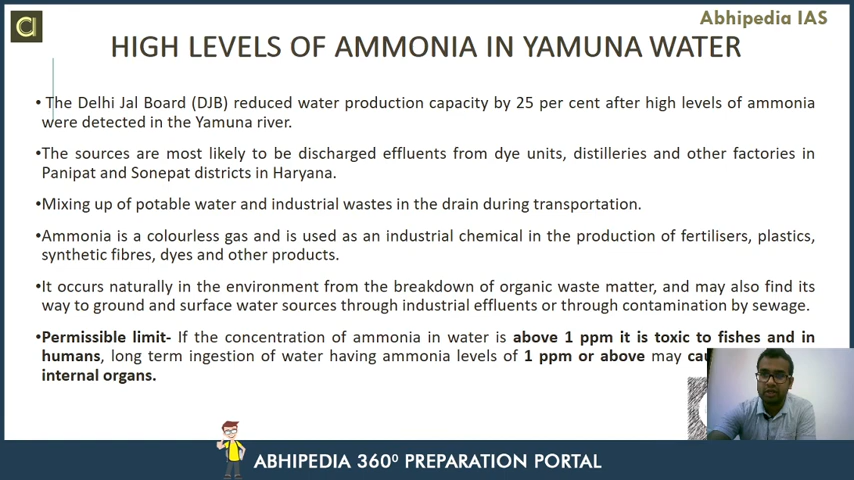 Abhipedia IAS
HIGH LEVELS OF AMMONIA IN YAMUNA WATER
• The Delhi Jal Board (DJB) reduced water production capacity by 25 per cent after high levels of ammonia
were detected in the Yamuna river.
•The sources are most likely to be discharged effluents from dye units, distilleries and other factories in
Panipat and Sonepat districts in Haryana.
•Mixing up of potable water and industrial wastes in the drain during transportation.
•Ammonia is a colourless gas and is used as an industrial chemical in the production of fertilisers, plastics,
synthetic fibres, dyes and other products.
•It occurs naturally in the environment from the breakdown of organic waste matter, and may also find its
way to ground and surface water sources through industrial effluents or through contamination by sewage.
•Permissible limit- If the concentration of ammonia in water is above 1 ppm it is toxic to fishes and in
humans, long term ingestion of water having ammonia levels of 1 ppm or above may
internal organs.
ABHIPEDIA 360⁰ PREPARATION PORTAL